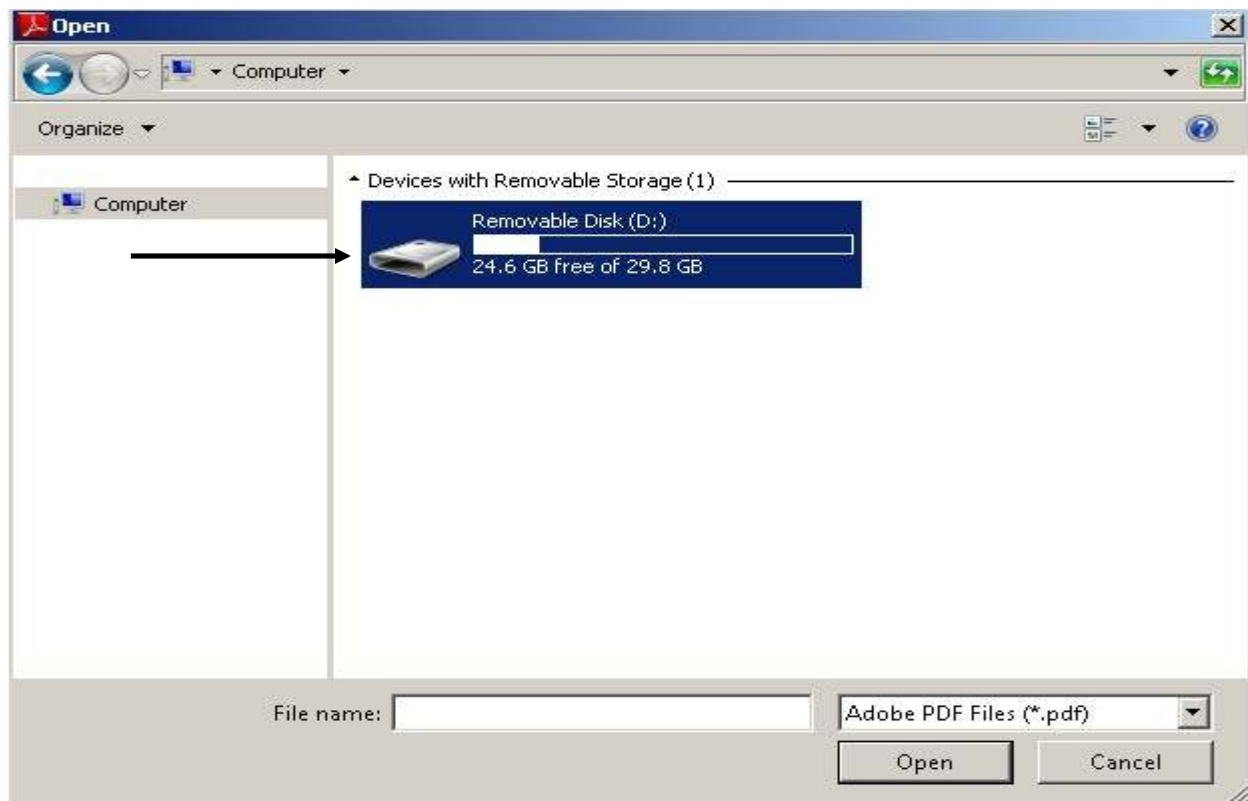 Open
Computer
Organize
Computer
Devices with Removable Storage (1)
Removable Disk (D:)
24.6 GB free of 29.8 GB
File name:
Adobe PDF Files (*.pdf)
Open
Cancel